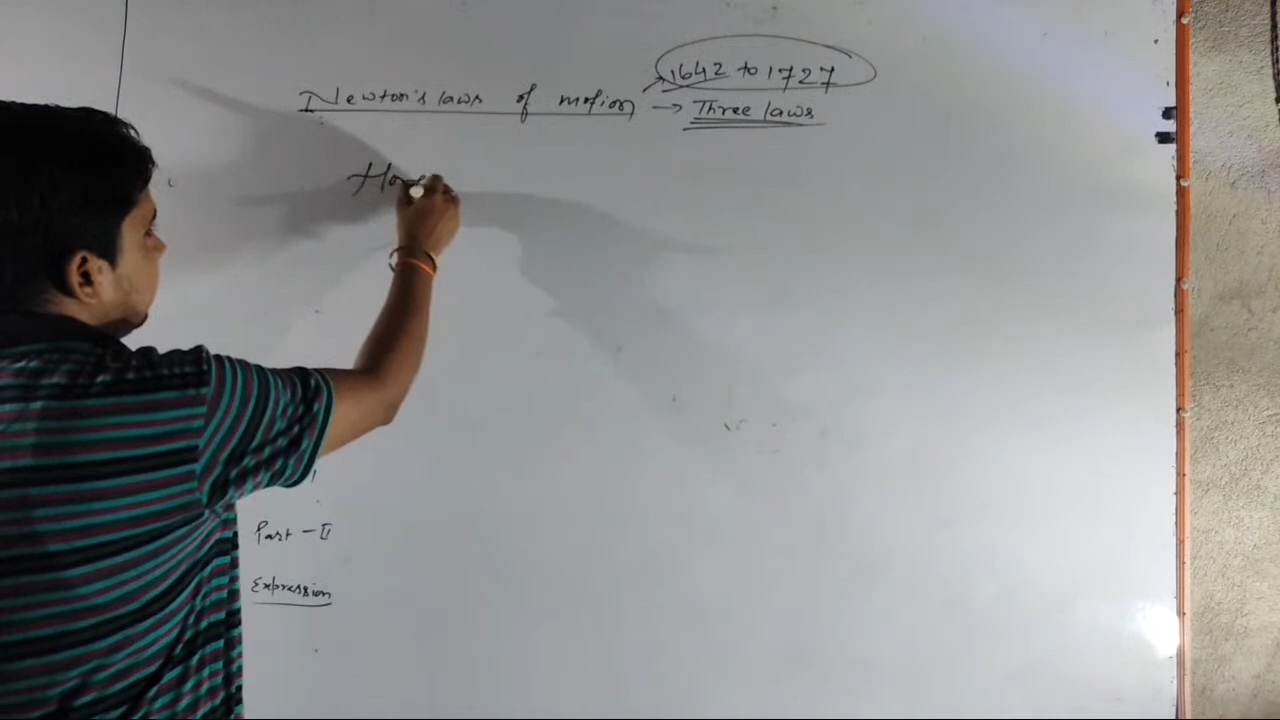 1642 to 1727
Newton's laws of motion → Three laws
Part - II
Expression